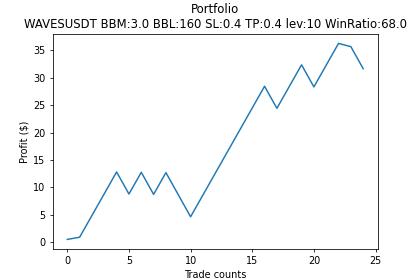 Portfolio
WAVESUSDT BBM:3.0 BBL:160 SL:0.4 TP:0.4 lev:10 WinRatio:68.0
35
30
25
20
15
10
5
0
Profit ($)
0 5 10 15 20 25
Trade counts